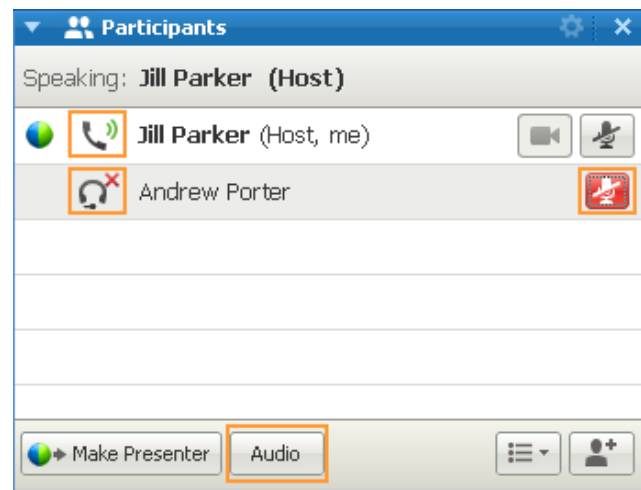 Participants
Speaking: Jill Parker (Host)
Jill Parker (Host, me)
Andrew Porter
Make Presenter Audio